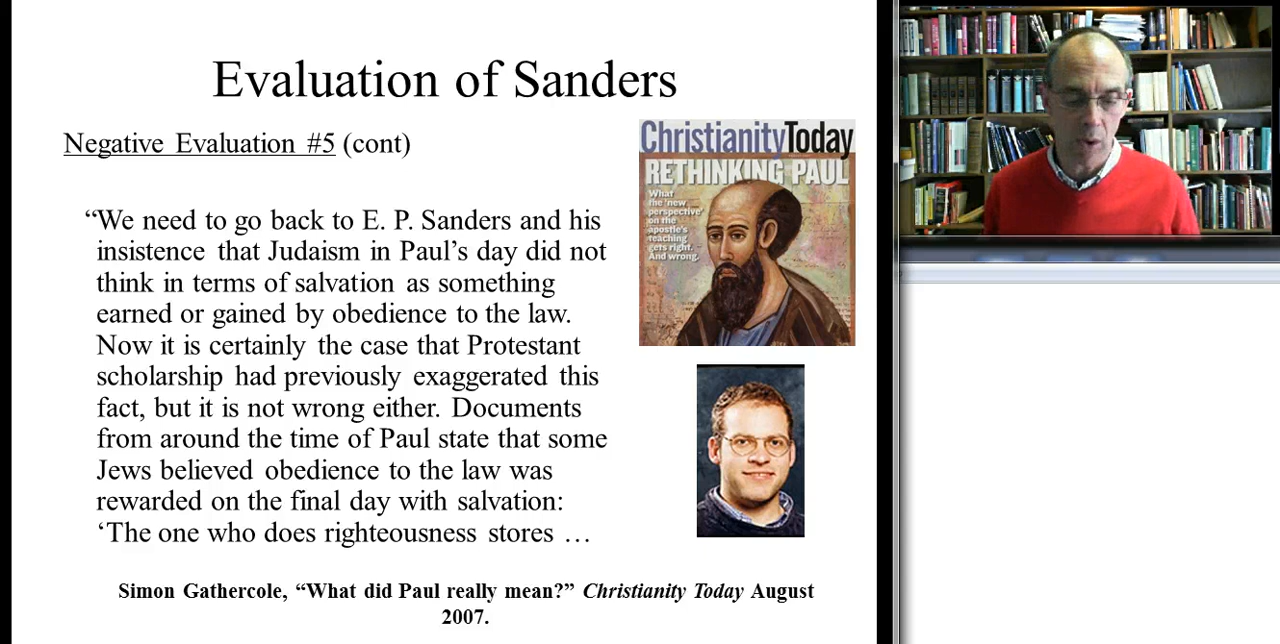 Evaluation of Sanders
Negative Evaluation #5 (cont)
“We need to go back to E. P. Sanders and his
insistence that Judaism in Paul’s day did not
think in terms of salvation as something
earned or gained by obedience to the law.
Now it is certainly the case that Protestant
scholarship had previously exaggerated this
fact, but it is not wrong either. Documents
from around the time of Paul state that some
Jews believed obedience to the law was
rewarded on the final day with salvation:
‘The one who does righteousness stores …
ChristianityToday
RETHINKING PAUL
What
the 'new
perspective'
on the
apostle's
teaching
gets right.
And wrong.
Simon Gathercole, “What did Paul really mean?” Christianity Today August
2007.